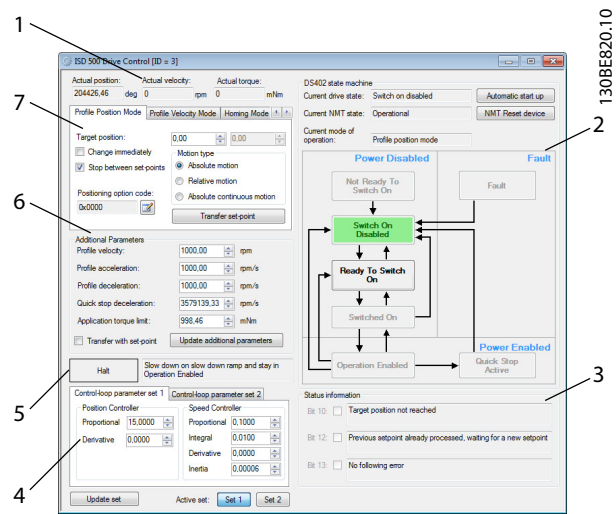 130BE820.10
1
ISD 500 Drive Control [ID = 3]
Actual position: Actual velocity: Actual torque:
204426,46 deg 0 rpm 0 mNm
7
Profile Position Mode Profile Velocity Mode Homing Mode
Target position: 0,00 0,00
Change immediately
Stop between set-points
Motion type
Absolute motion
Relative motion
Absolute continuous motion
Positioning option code:
0x0000
Transfer set-point
6
Additional Parameters
Profile velocity: 1000,00 rpm
Profile acceleration: 1000,00 rpm/s
Profile deceleration: 1000,00 rpm/s
Quick stop deceleration: 3579139,33 rpm/s
Application torque limit: 998,46 mNm
Transfer with set-point Update additional parameters
5
Halt
Slow down on slow down ramp and stay in
Operation Enabled
4
Control-loop parameter set 1 Control-loop parameter set 2
Position Controller
Proportional 15,0000
Derivative 0,0000
Speed Controller
Proportional 0,1000
Integral 0,0100
Derivative 0,0000
Inertia 0.00006
Update set Active set: Set 1 Set 2
DS402 state machine
Current drive state: Switch on disabled Automatic start up
Current NMT state: Operational NMT Reset device
Current mode of
operation: Profile position mode
2
Power Disabled
Fault
Not Ready To
Switch On
Fault
Switch On
Disabled
Ready To Switch
On
Switched On
Power Enabled
Operation Enabled
Quick Stop
Active
3
Status information
Bit 10: Target position not reached
Bit 12: Previous setpoint already processed, waiting for a new setpoint
Bit 13: No following error